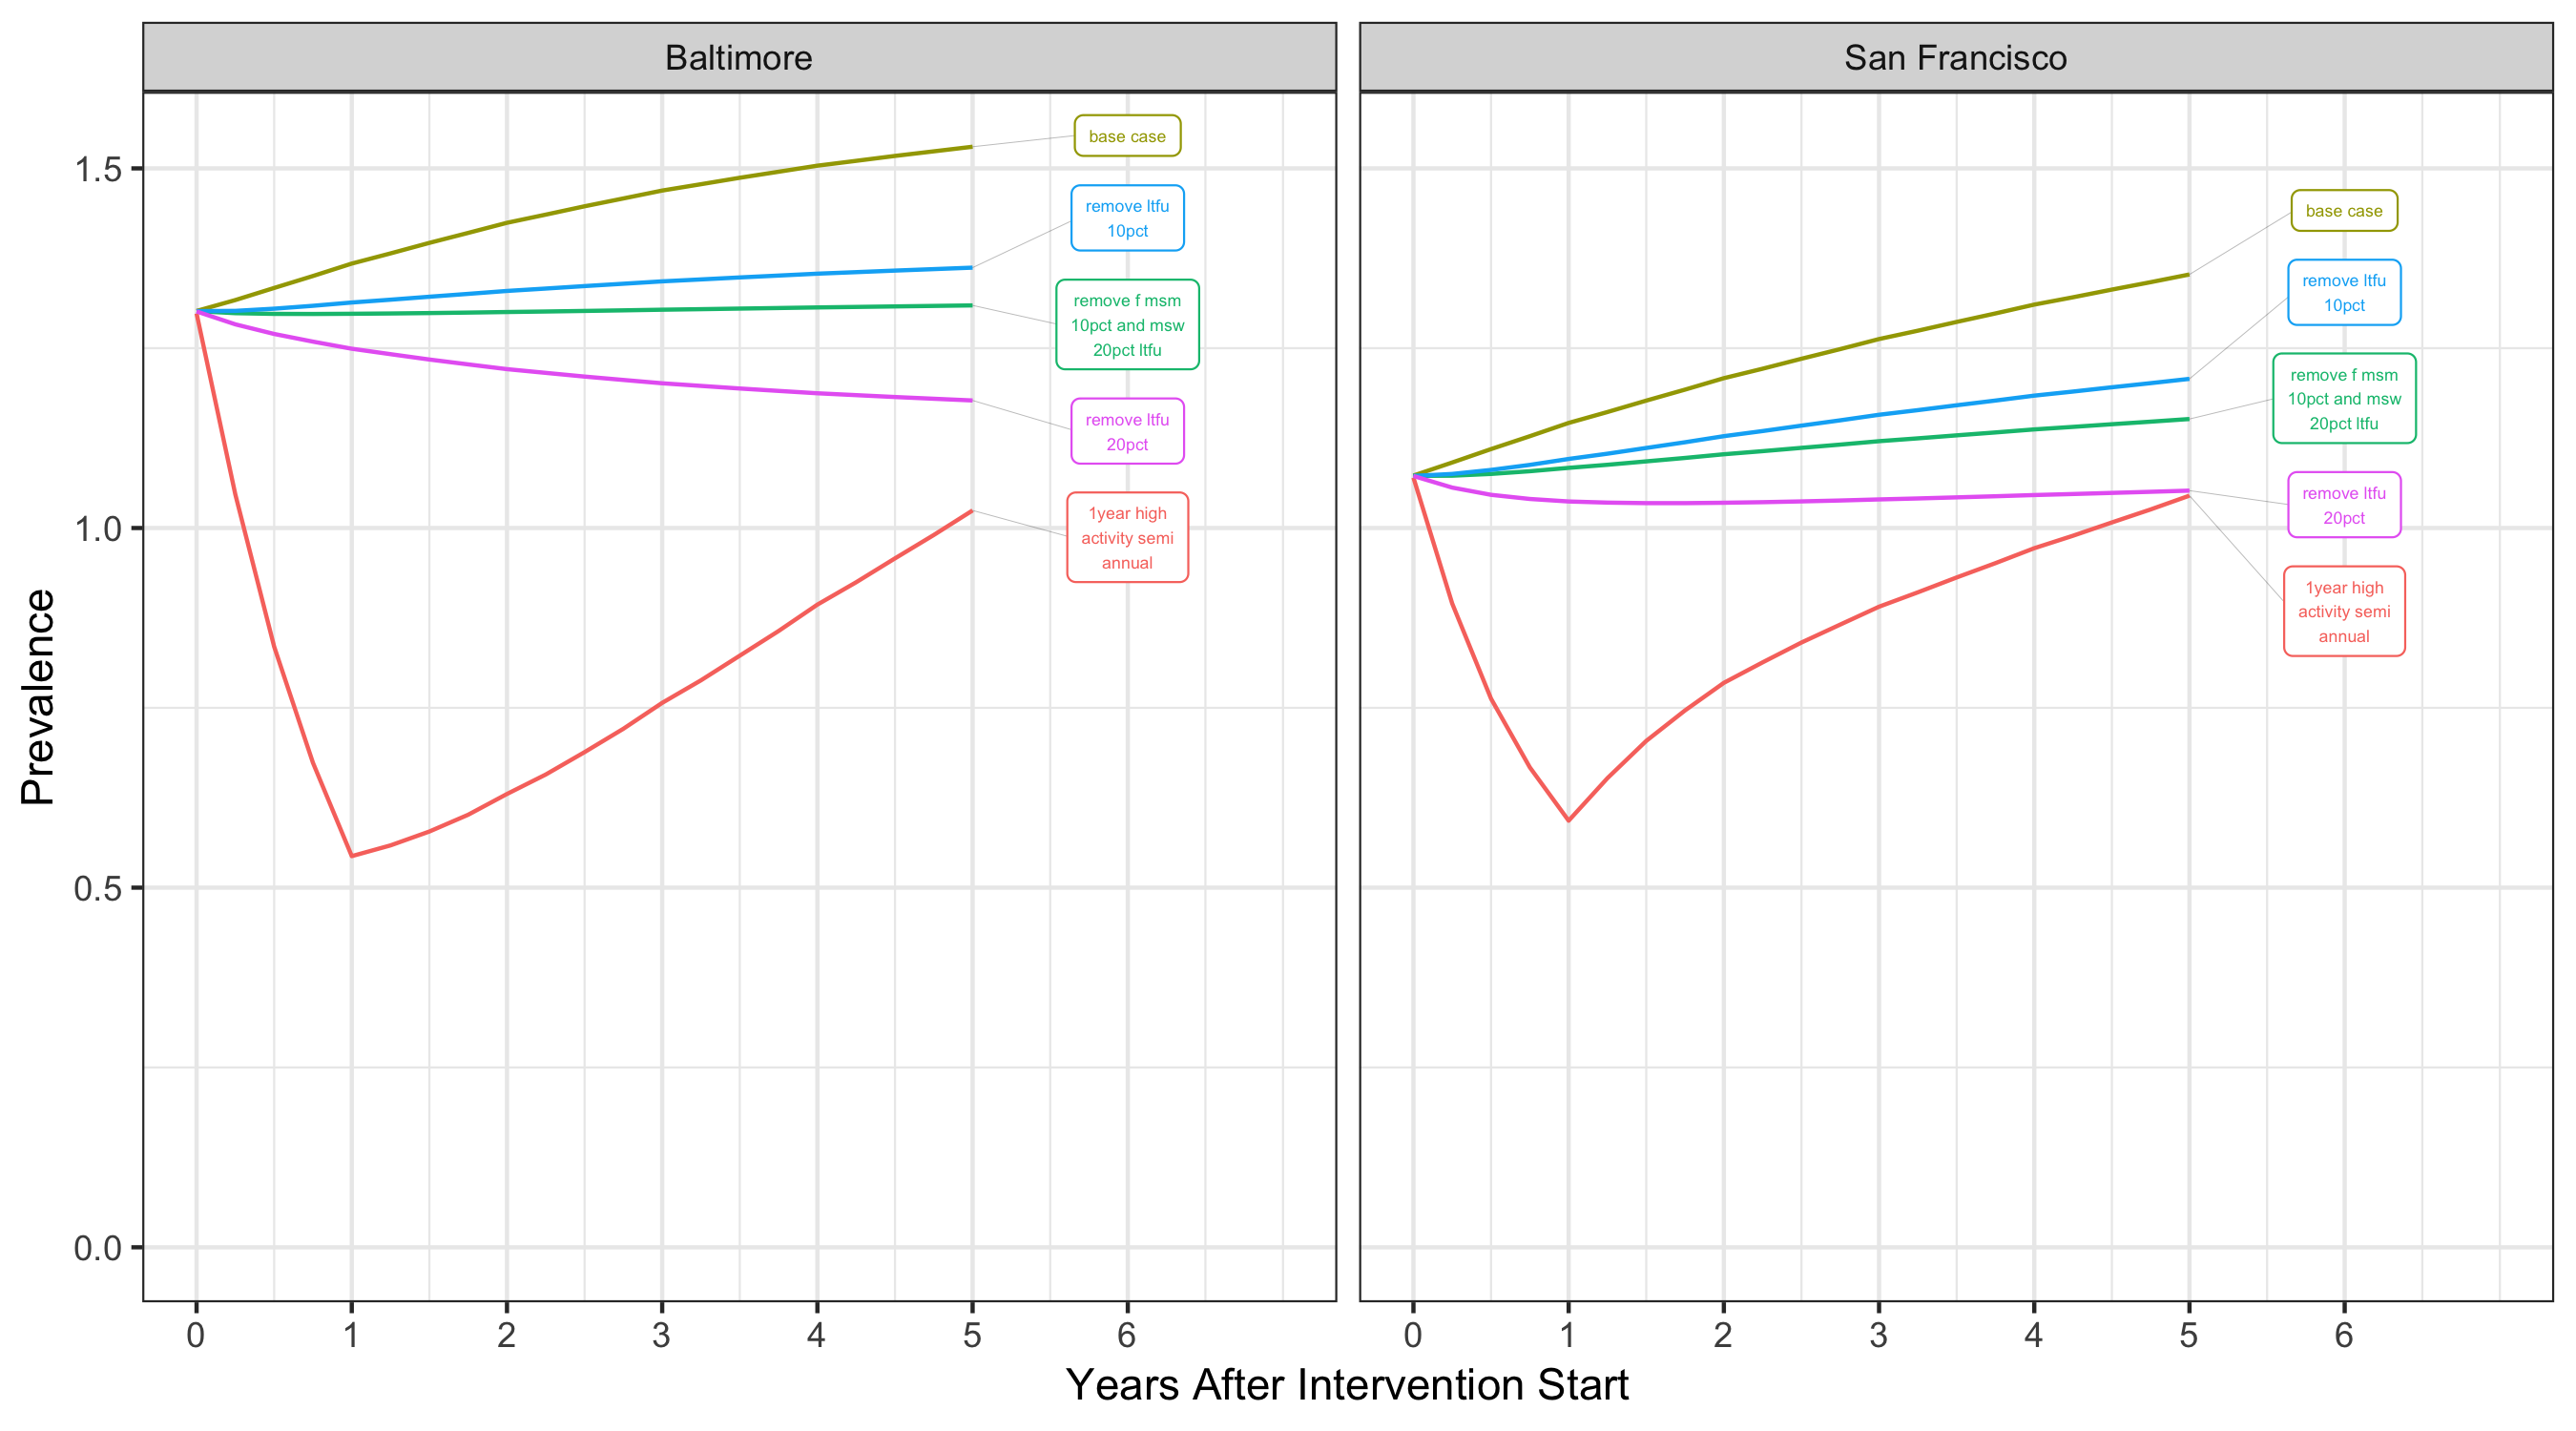 Baltimore
San Francisco
Prevalence
1.5
1.0
0.5
0.0
base case
remove ltfu
10pct
remove f msm
10pct and msw
20pct ltfu
remove ltfu
20pct
1year high
activity semi
annual
base case
remove ltfu
10pct
remove f msm
10pct and msw
20pct ltfu
remove ltfu
20pct
1year high
activity semi
annual
0 1 2 3 4 5 6
0 1 2 3 4 5 6
Years After Intervention Start